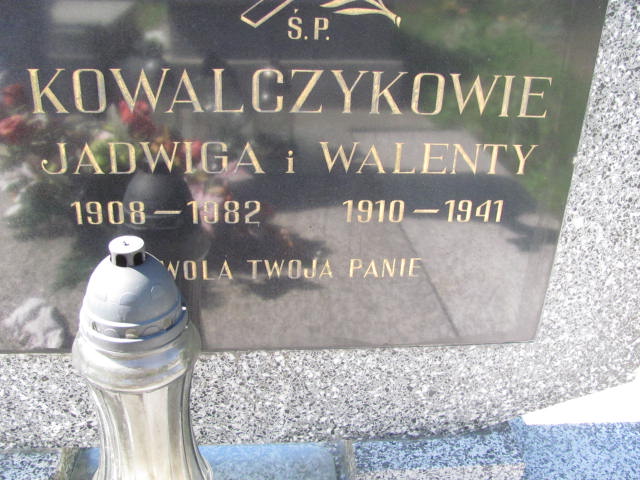 Ś.P.
KOWALCZYKOWIE
JADWIGA i WALENTY
1908 – 1982 1910 – 1941
WOLA TWOJA PANIE